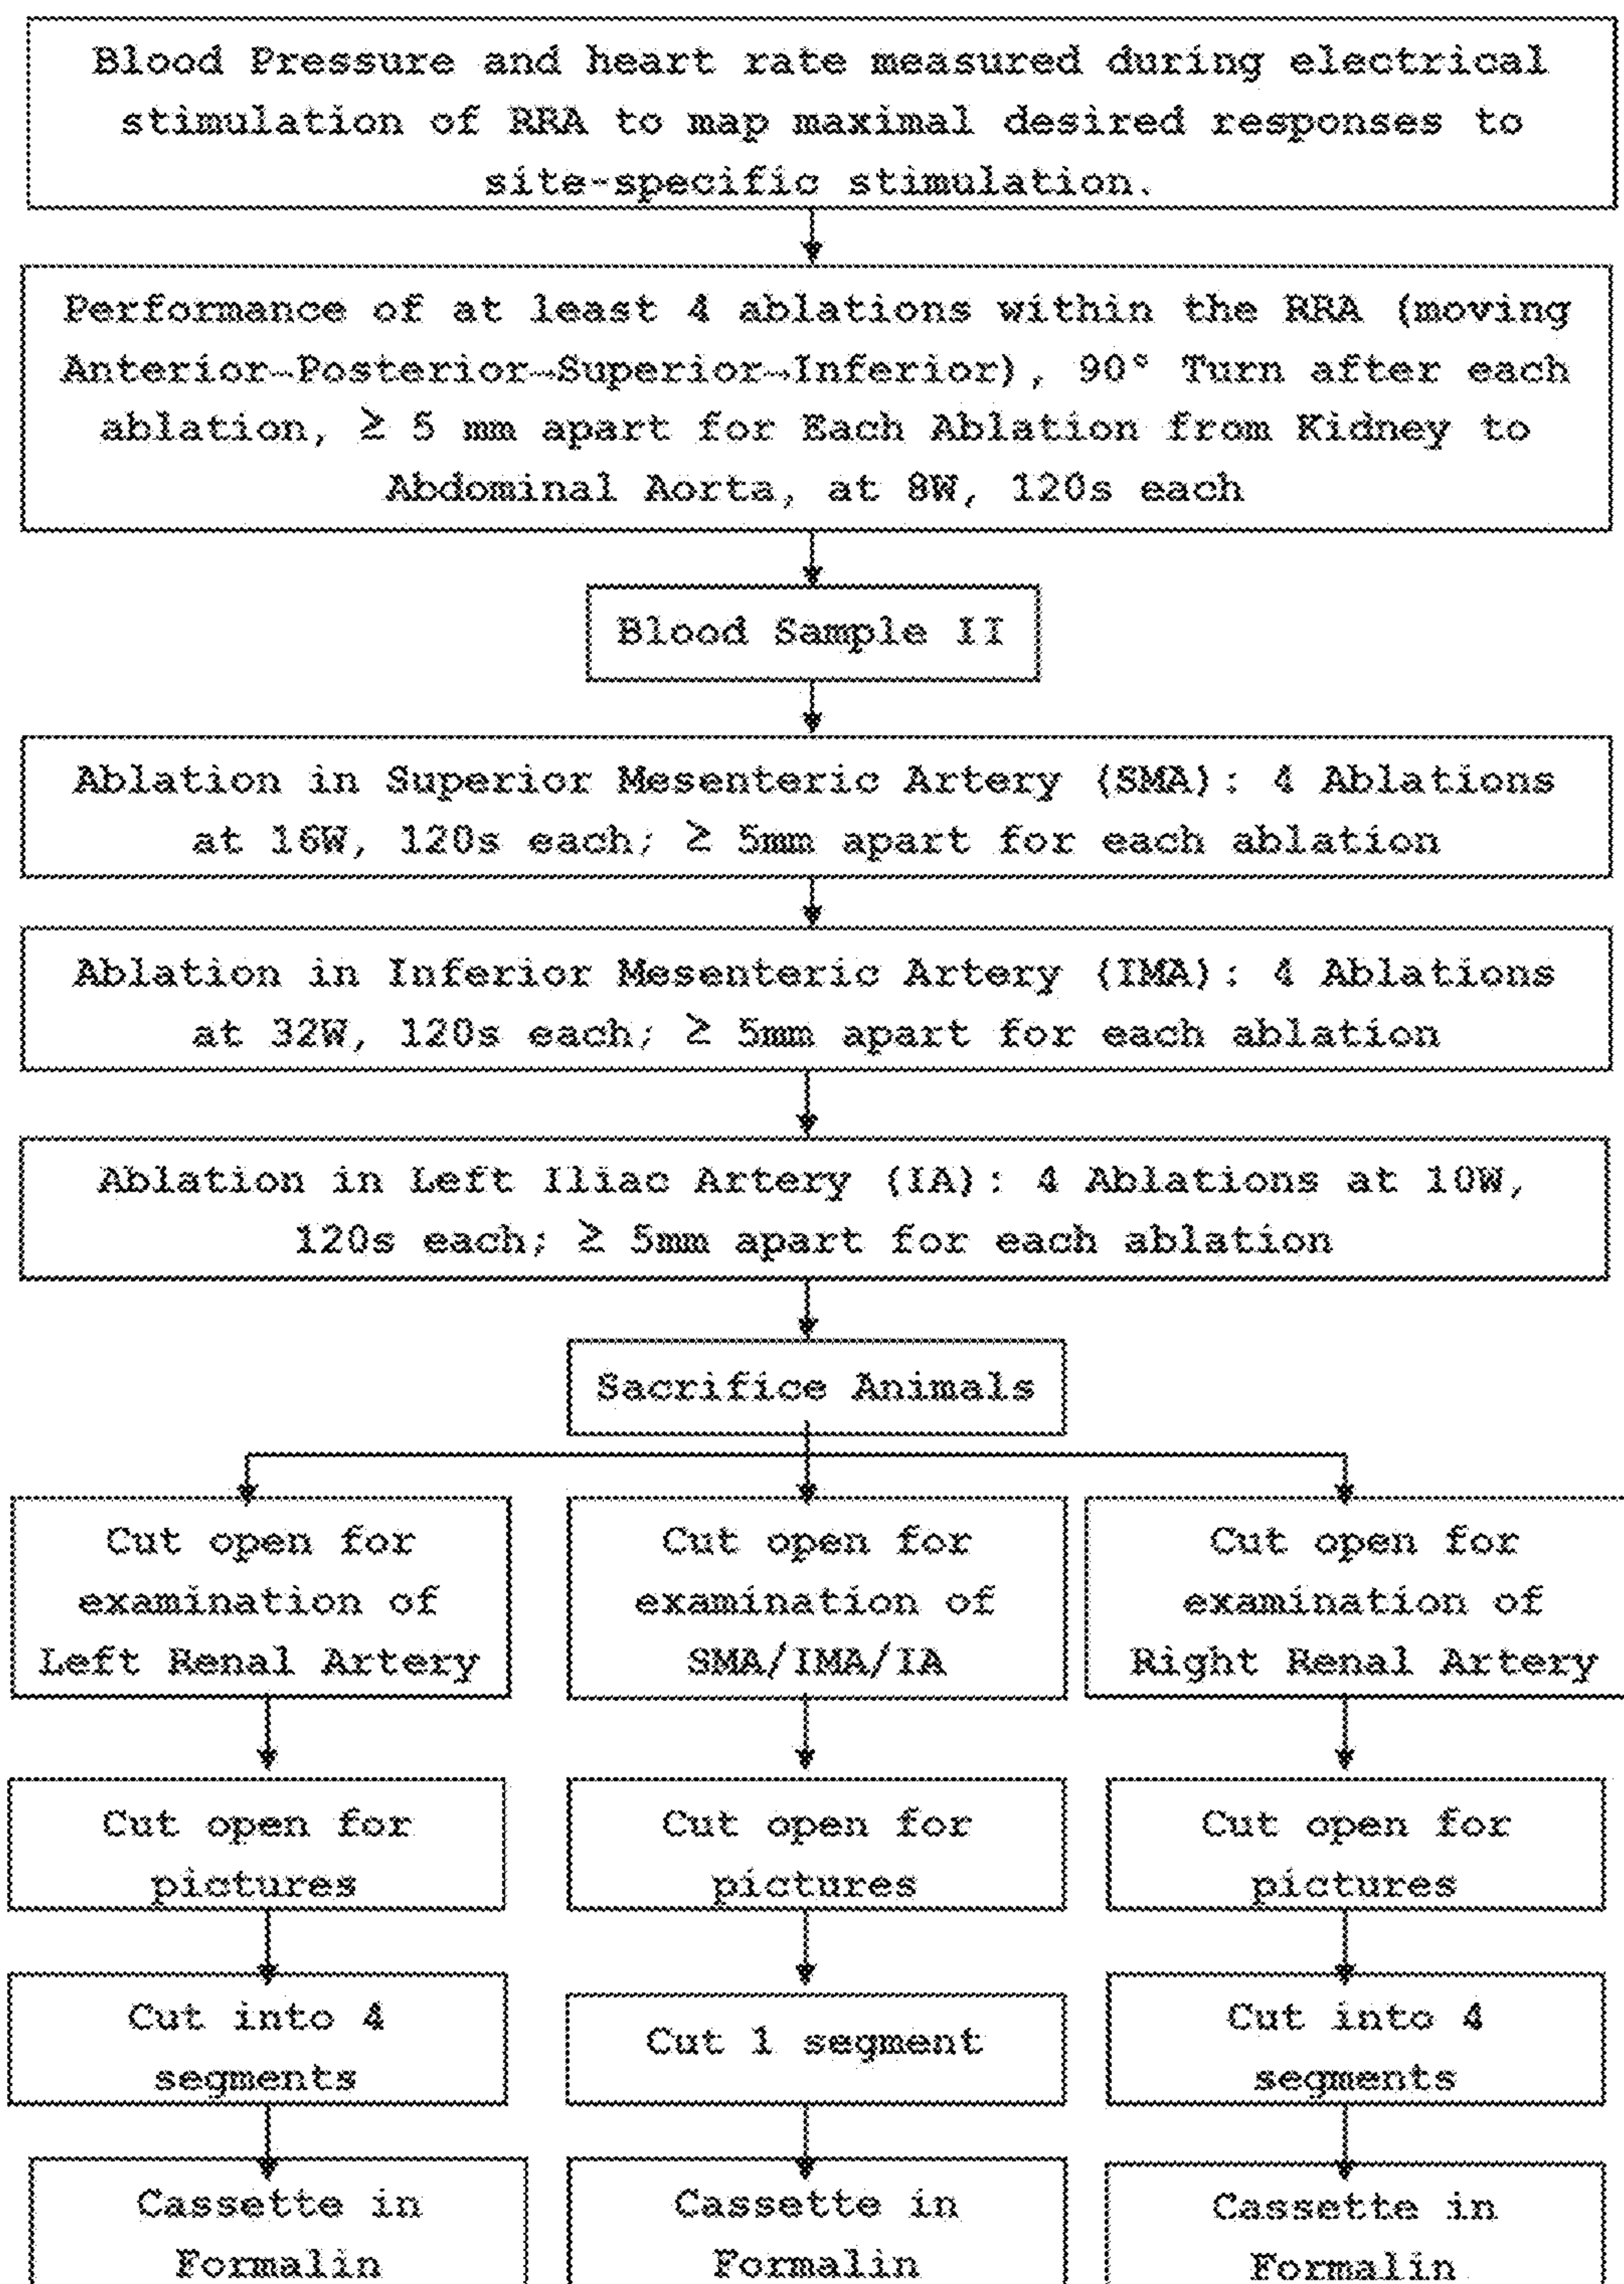 Blood Pressure and heart rate measured during electrical
stimulation of RRA to map maximal desired responses to
site-specific stimulation.
Performance of at least 4 ablations within the RRA (moving
Anterior→Posterior→Superior→Inferior), 90° Turn after each
ablation, ≥ 5 mm apart for Each Ablation from Kidney to
Abdominal Aorta, at 8W, 120s each
Blood Sample II
Ablation in Superior Mesenteric Artery (SMA): 4 Ablations
at 16W, 120s each; ≥ 5mm apart for each ablation
Ablation in Inferior Mesenteric Artery (IMA): 4 Ablations
at 32W, 120s each; ≥ 5mm apart for each ablation
Ablation in Left Iliac Artery (IA): 4 Ablations at 10W,
120s each; ≥ 5mm apart for each ablation
Sacrifice Animals
Cut open for
examination of
Left Renal Artery
Cut open for
examination of
SMA/IMA/IA
Cut open for
examination of
Right Renal Artery
Cut open for
pictures
Cut open for
pictures
Cut open for
pictures
Cut into 4
segments
Cut 1 segment
Cut into 4
segments
Cassette in
Formalin
Cassette in
Formalin
Cassette in
Formalin